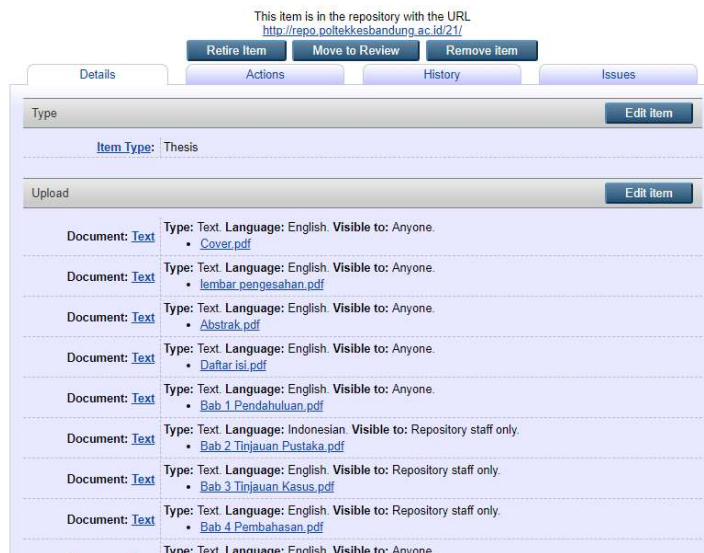 This item is in the repository with the URL
http://repo.poltekkesbandung.ac.id/21/
Retire Item Move to Review Remove item
Details Actions History Issues
Type Edit item
Item Type: Thesis
Upload Edit item
Document: Text Type: Text. Language: English. Visible to: Anyone.
• Cover.pdf
Document: Text Type: Text. Language: English. Visible to: Anyone.
• lembar pengesahan.pdf
Document: Text Type: Text. Language: English. Visible to: Anyone.
• Abstrak.pdf
Document: Text Type: Text. Language: English. Visible to: Anyone.
• Daftar isi.pdf
Document: Text Type: Text. Language: English. Visible to: Anyone.
• Bab 1 Pendahuluan.pdf
Document: Text Type: Text. Language: Indonesian. Visible to: Repository staff only.
• Bab 2 Tinjauan Pustaka.pdf
Document: Text Type: Text. Language: English. Visible to: Repository staff only.
• Bab 3 Tinjauan Kasus.pdf
Document: Text Type: Text. Language: English. Visible to: Repository staff only.
• Bab 4 Pembahasan.pdf
Type: Text. Language: English. Visible to: Anyone.